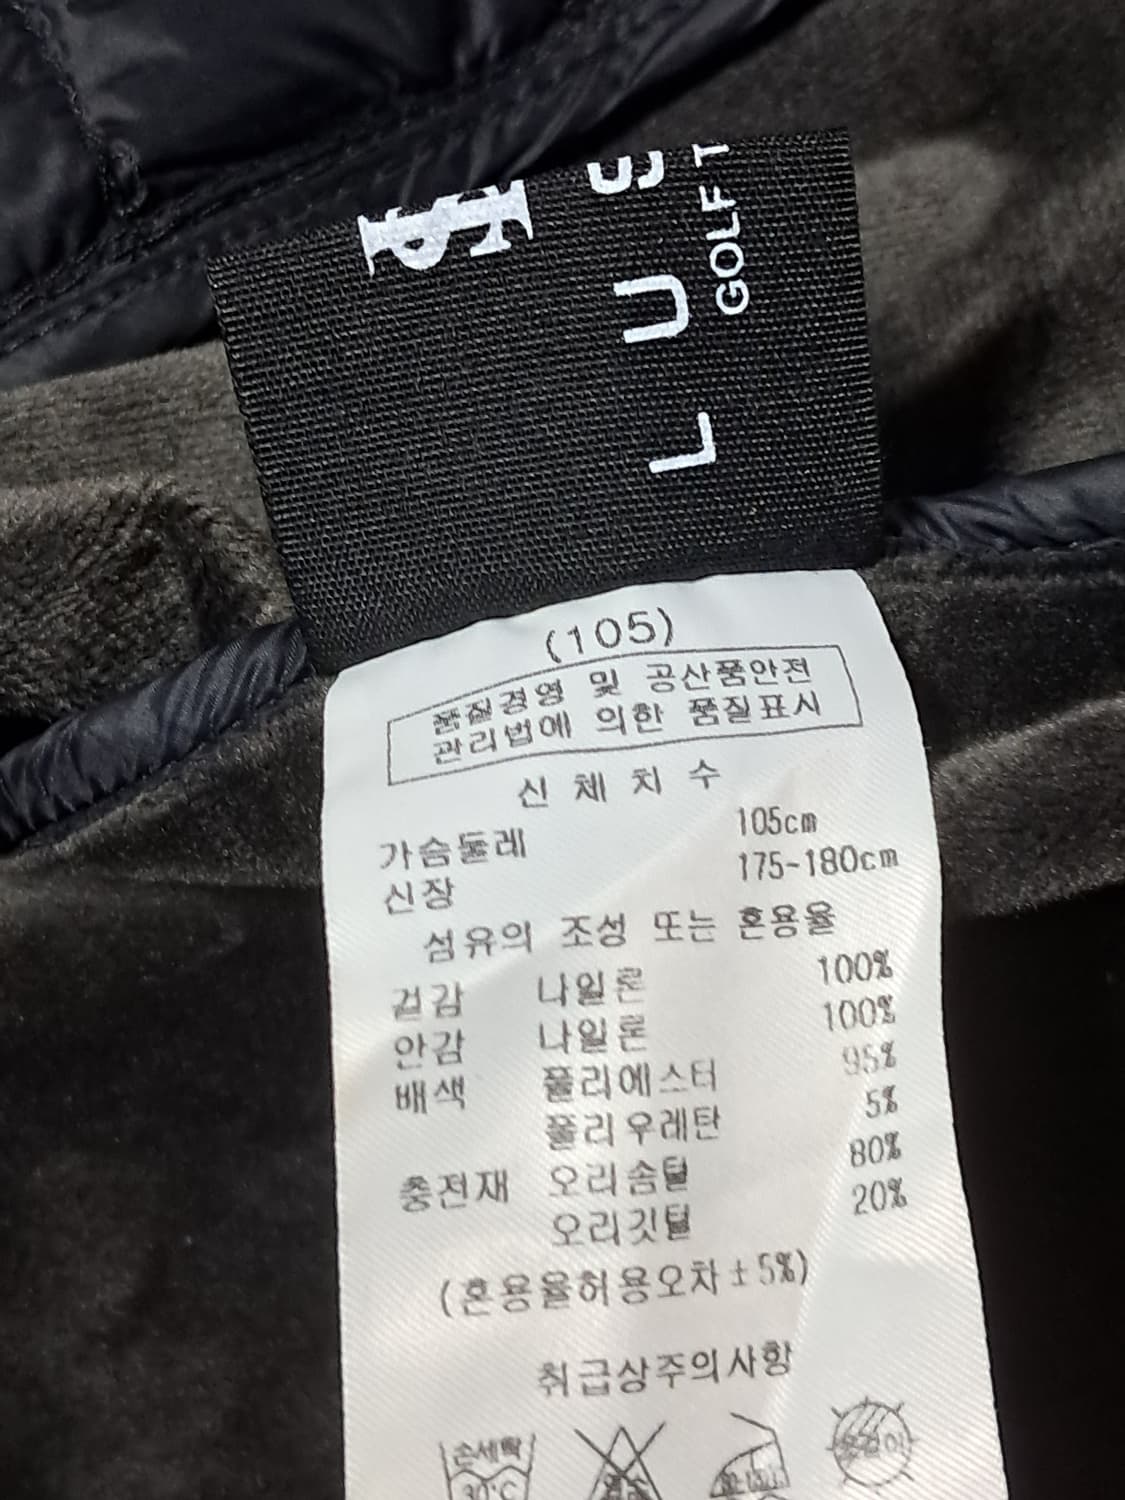 L U S
GOLF T
(105)
품질경영 및 공산품안전
관리법에 의한 품질표시
신 체 치 수
가슴둘레 105cm
신장 175-180cm
섬유의 조성 또는 혼용율
겉감 나일론 100%
안감 나일론 100%
배색 폴리에스터 95%
폴리우레탄 5%
충전재 오리솜털 80%
오리깃털 20%
(혼용율허용오차±5%)
취급상주의사항
손세탁
30°C